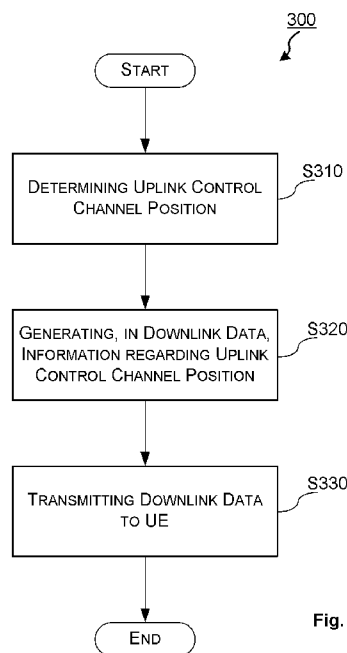 300
START
DETERMINING UPLINK CONTROL
CHANNEL POSITION
S310
GENERATING, IN DOWNLINK DATA,
INFORMATION REGARDING UPLINK
CONTROL CHANNEL POSITION
S320
TRANSMITTING DOWNLINK DATA
TO UE
S330
END
Fig.